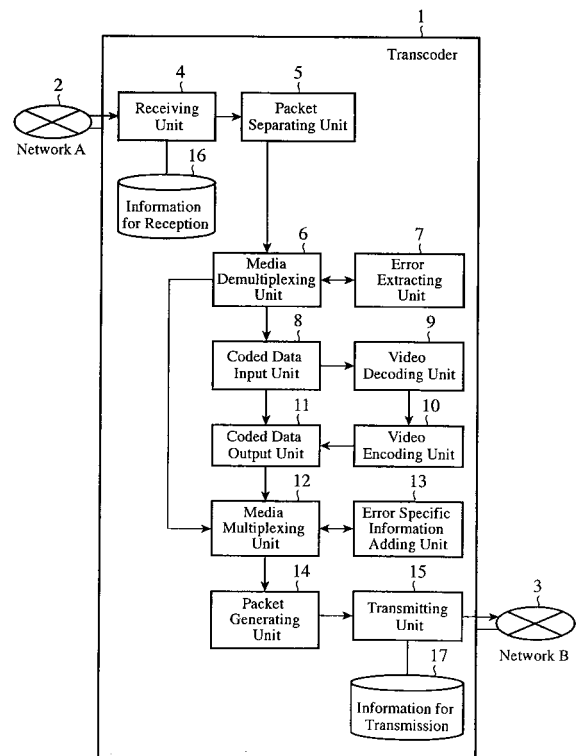 1
Transcoder
2
4
5
Receiving
Unit
Packet
Separating Unit
Network A
16
Information
for Reception
6
7
Media
Demultiplexing
Unit
Error
Extracting
Unit
8
9
Coded Data
Input Unit
Video
Decoding Unit
11
10
Coded Data
Output Unit
Video
Encoding Unit
12
13
Media
Multiplexing
Unit
Error Specific
Information
Adding Unit
14
15
3
Packet
Generating
Unit
Transmitting
Unit
Network B
17
Information for
Transmission